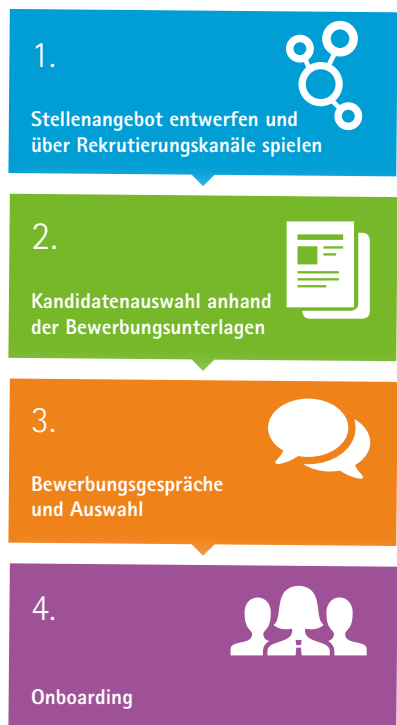 1.
Stellenangebot entwerfen und
über Rekrutierungskanäle spielen
2.
Kandidatenauswahl anhand
der Bewerbungsunterlagen
3.
Bewerbungsgespräche
und Auswahl
4.
Onboarding